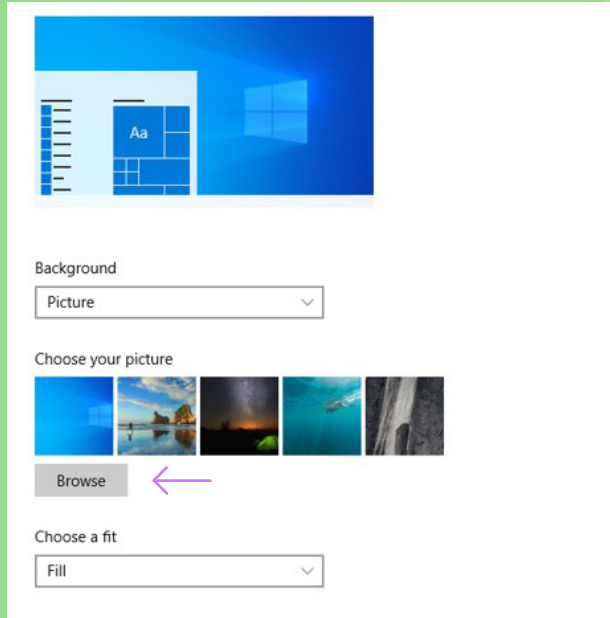 Aa
Background
Picture
Choose your picture
Browse
Choose a fit
Fill